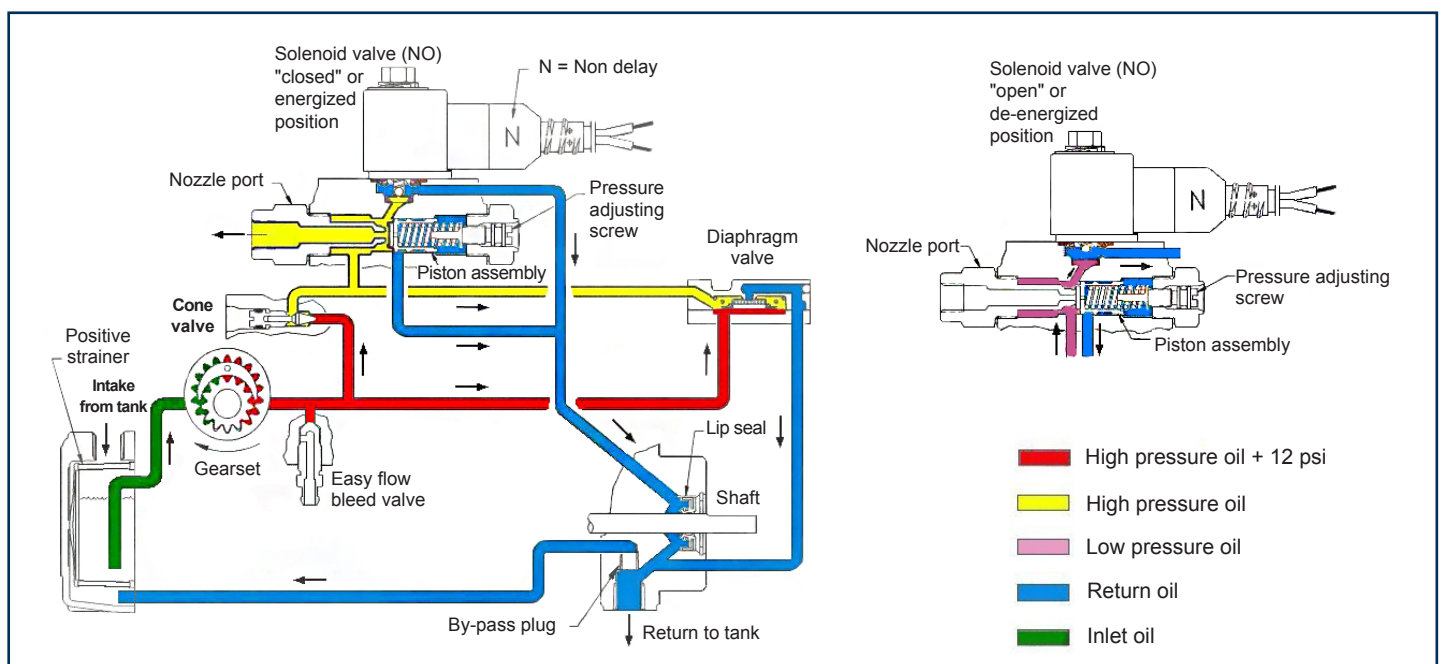 Solenoid valve (NO)
"closed" or
energized
position
N = Non delay
N
Nozzle port
Pressure
adjusting
screw
Piston assembly
Diaphragm
valve
Cone
valve
Positive
strainer
Intake
from tank
Gearset
Easy flow
bleed valve
Lip seal
Shaft
By-pass plug
Return to tank
Solenoid valve (NO)
"open" or
de-energized
position
N
Nozzle port
Pressure adjusting
screw
Piston assembly
High pressure oil + 12 psi
High pressure oil
Low pressure oil
Return oil
Inlet oil